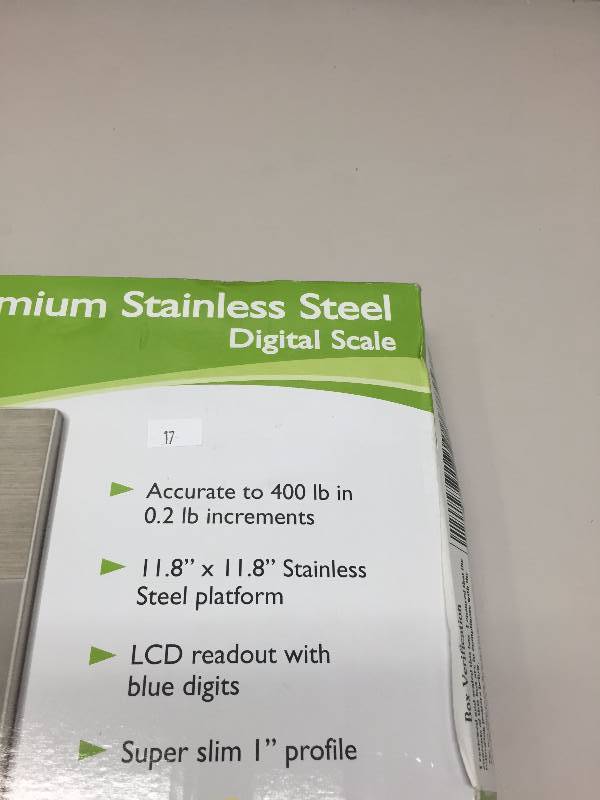 mium Stainless Steel
Digital Scale
17
Accurate to 400 lb in
0.2 lb increments
11.8” x 11.8” Stainless
Steel platform
LCD readout with
blue digits
Super slim 1” profile
Box Verification